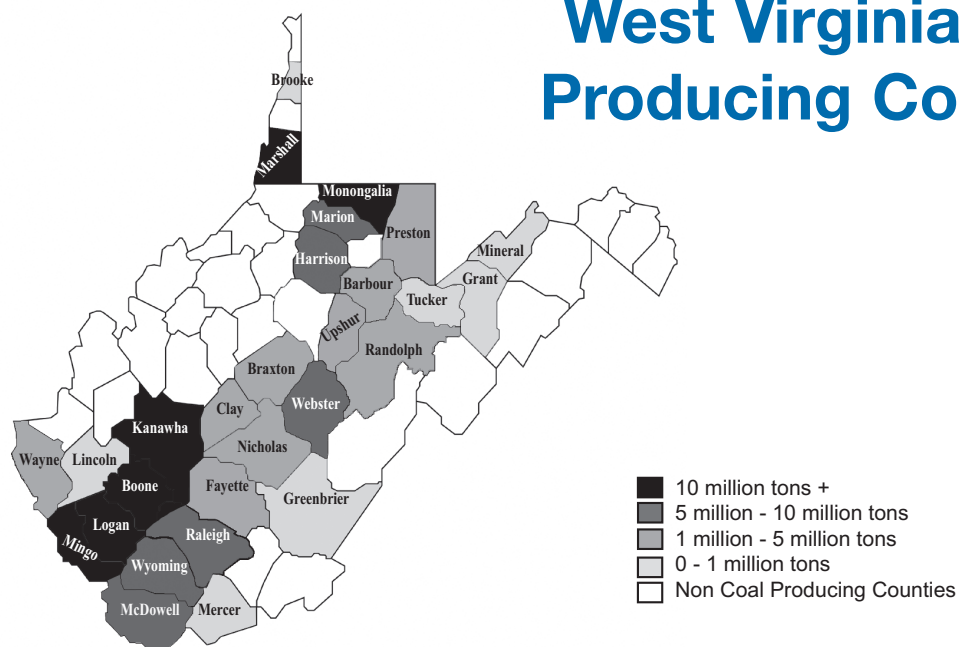 West Virginia
Producing Co
Brooke
Marshall
Monongalia
Marion
Preston
Harrison
Mineral
Grant
Barbour
Tucker
Upshur
Randolph
Braxton
Webster
Clay
Kanawha
Nicholas
Wayne
Lincoln
Boone
Fayette
Greenbrier
Logan
Raleigh
Mingo
Wyoming
McDowell
Mercer
10 million tons +
5 million - 10 million tons
1 million - 5 million tons
0 - 1 million tons
Non Coal Producing Counties